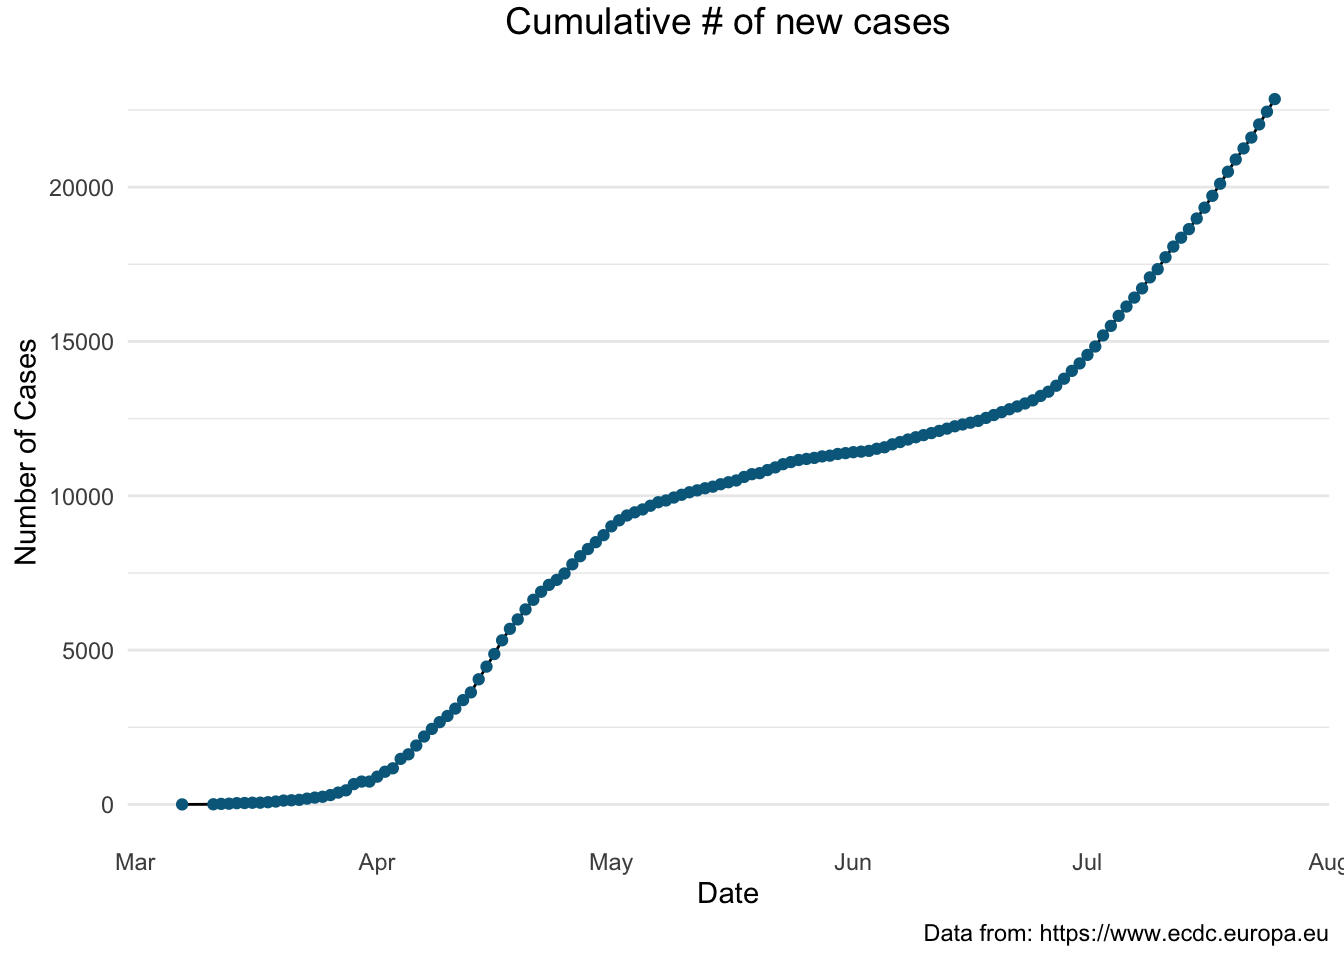 Cumulative # of new cases
Number of Cases
20000
15000
10000
5000
0
Mar Apr May Jun Jul Aug
Date
Data from: https://www.ecdc.europa.eu